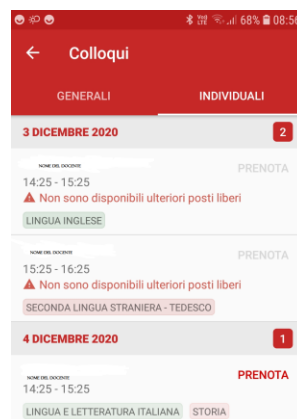 68% 08:56
Colloqui
GENERALI INDIVIDUALI
3 DICEMBRE 2020 2
NOME DEL DOCENTE PRENOTA
14:25 - 15:25
Non sono disponibili ulteriori posti liberi
LINGUA INGLESE
NOME DEL DOCENTE PRENOTA
15:25 - 16:25
Non sono disponibili ulteriori posti liberi
SECONDA LINGUA STRANIERA - TEDESCO
4 DICEMBRE 2020 1
NOME DEL DOCENTE PRENOTA
14:25 - 15:25
LINGUA E LETTERATURA ITALIANA STORIA